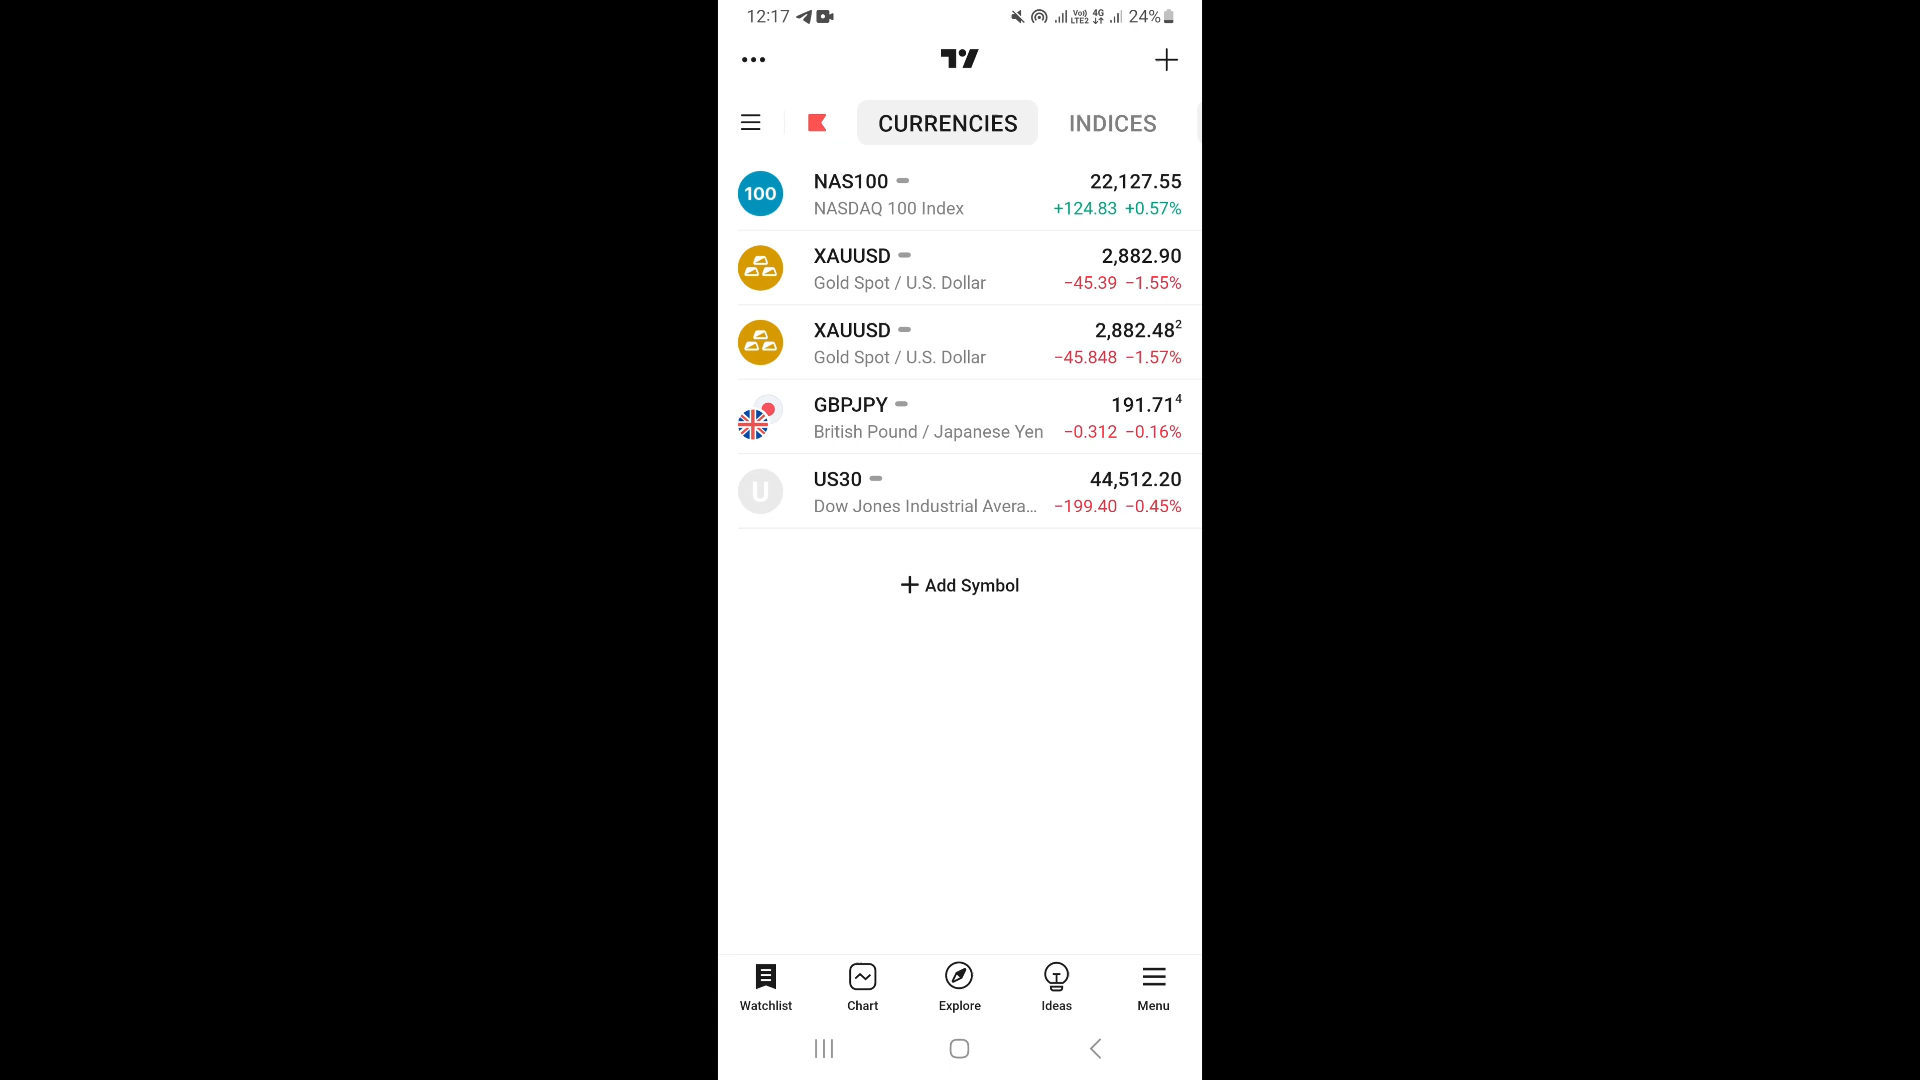 12:17 Vo)) LTE2 4G 24%
CURRENCIES INDICES
100 NAS100 22,127.55
NASDAQ 100 Index +124.83 +0.57%
XAUUSD 2,882.90
Gold Spot / U.S. Dollar −45.39 −1.55%
XAUUSD 2,882.48²
Gold Spot / U.S. Dollar −45.848 −1.57%
GBPJPY 191.71⁴
British Pound / Japanese Yen −0.312 −0.16%
U US30 44,512.20
Dow Jones Industrial Avera... −199.40 −0.45%
+ Add Symbol
Watchlist Chart Explore Ideas Menu